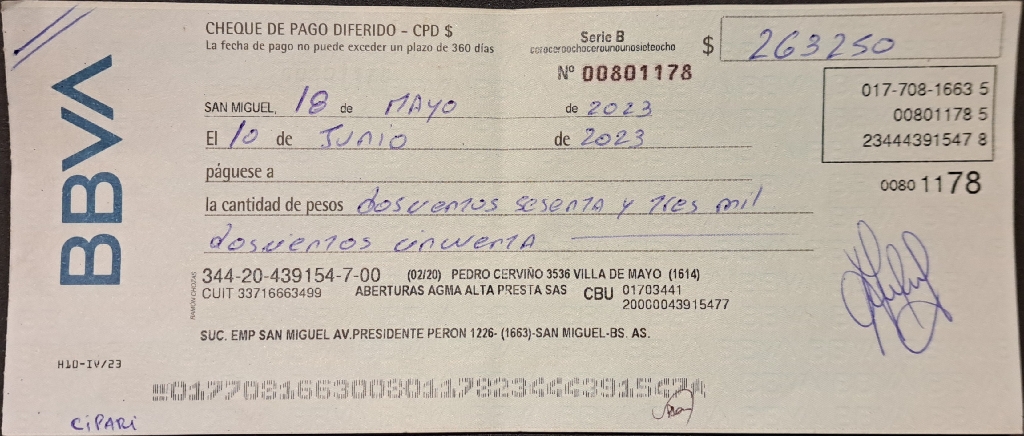 BBVA
CHEQUE DE PAGO DIFERIDO - CPD $
La fecha de pago no puede exceder un plazo de 360 días
Serie B
cerocerochocerounounosieteocho
Nº 00801178
$ 263250
017-708-1663 5
00801178 5
23444391547 8
0080 1178
SAN MIGUEL, 18 de MAYO de 2023
El 10 de JUNIO de 2023
páguese a
la cantidad de pesos doscientos sesenta y tres mil
doscientos cincuenta
344-20-439154-7-00 (02/20) PEDRO CERVIÑO 3536 VILLA DE MAYO (1614)
CUIT 33716663499 ABERTURAS AGMA ALTA PRESTA SAS CBU 01703441
20000043915477
RAMON CHOZAS
SUC. EMP SAN MIGUEL AV.PRESIDENTE PERON 1226- (1663)-SAN MIGUEL-BS. AS.
H10-IV/23
CiPARi